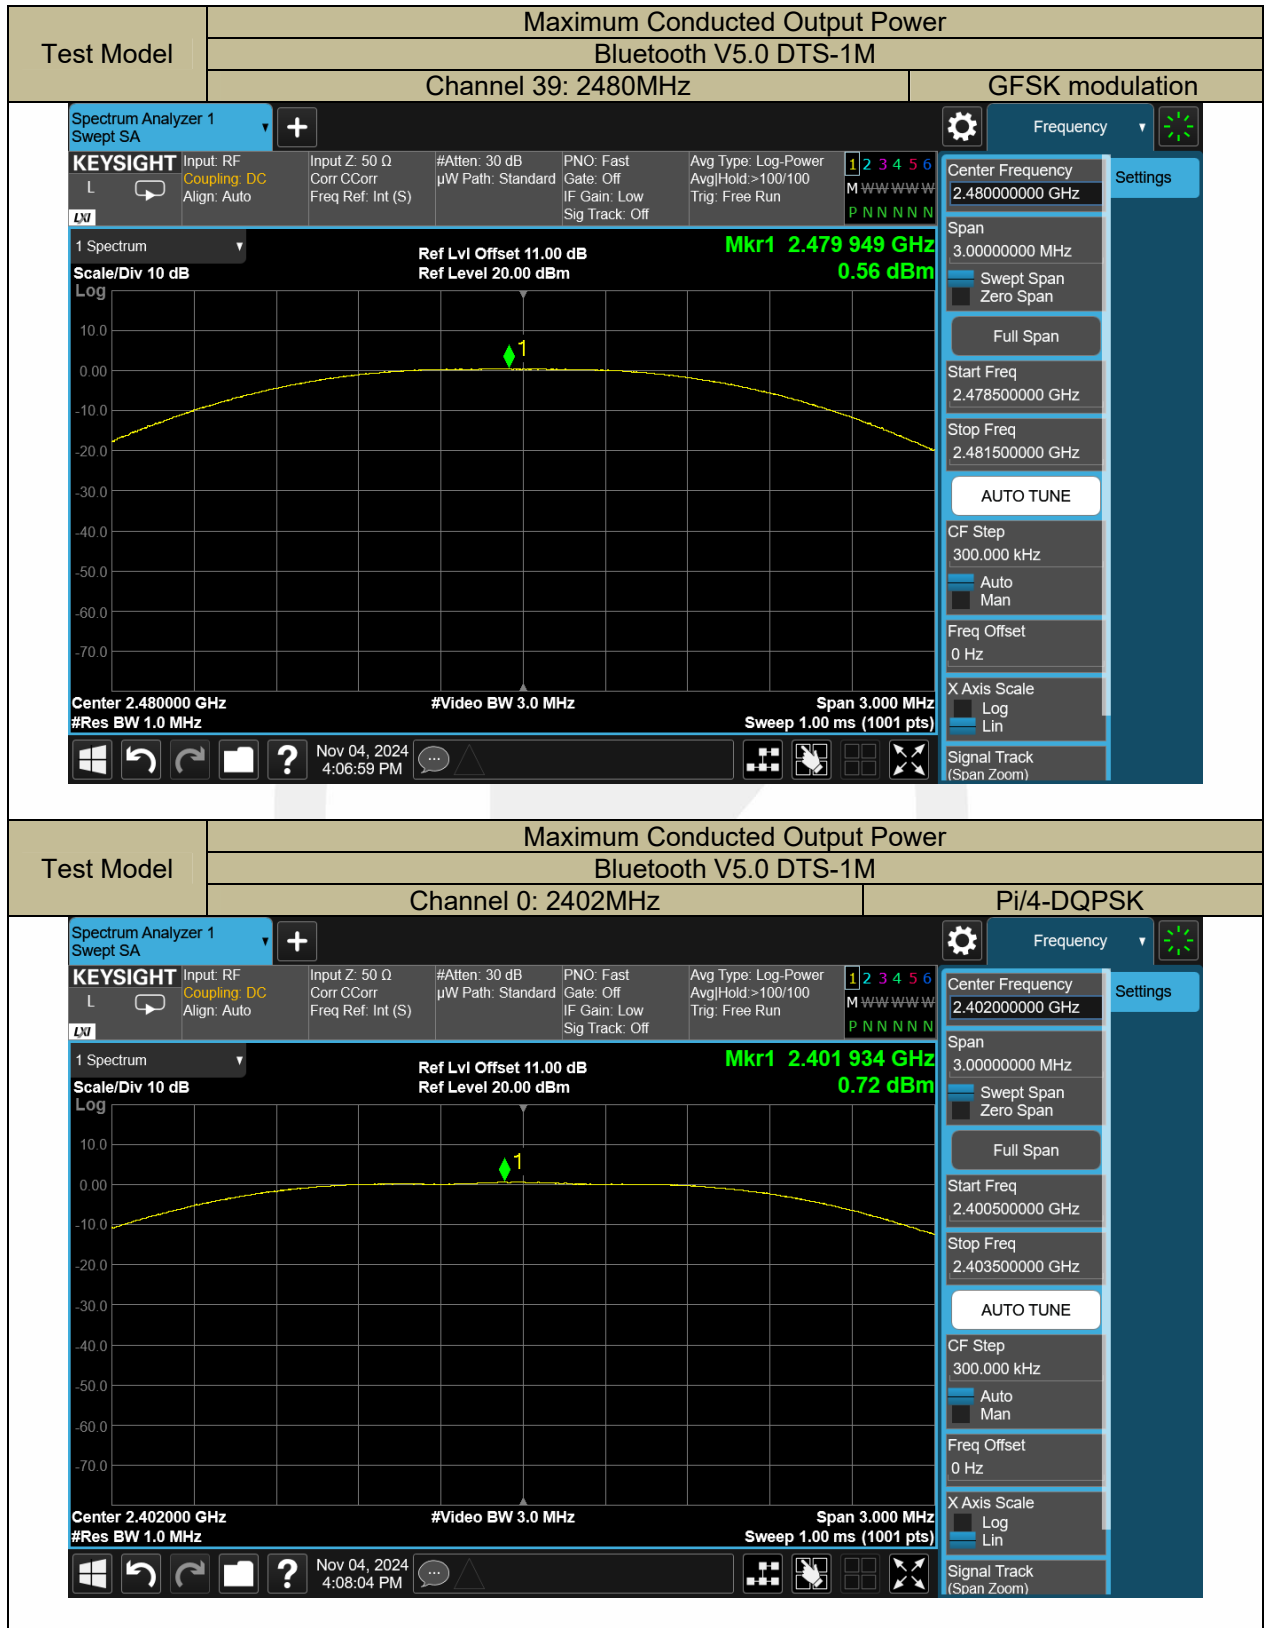 Test Model
Maximum Conducted Output Power
Bluetooth V5.0 DTS-1M
Channel 39: 2480MHz
GFSK modulation
Spectrum Analyzer 1
Swept SA
Frequency
KEYSIGHT
L
LXI
Input: RF
Coupling: DC
Align: Auto
Input Z: 50 Ω
Corr CCorr
Freq Ref: Int (S)
#Atten: 30 dB
µW Path: Standard
PNO: Fast
Gate: Off
IF Gain: Low
Sig Track: Off
Avg Type: Log-Power
Avg|Hold:>100/100
Trig: Free Run
1 2 3 4 5 6
M W W W W W
P N N N N N
Center Frequency
2.480000000 GHz
Settings
1 Spectrum
Scale/Div 10 dB
Log
Ref Lvl Offset 11.00 dB
Ref Level 20.00 dBm
Mkr1 2.479 949 GHz
0.56 dBm
1
10.0
0.00
-10.0
-20.0
-30.0
-40.0
-50.0
-60.0
-70.0
Span
3.00000000 MHz
Swept Span
Zero Span
Full Span
Start Freq
2.478500000 GHz
Stop Freq
2.481500000 GHz
AUTO TUNE
CF Step
300.000 kHz
Auto
Man
Freq Offset
0 Hz
X Axis Scale
Log
Lin
Signal Track
(Span Zoom)
Center 2.480000 GHz
#Res BW 1.0 MHz
#Video BW 3.0 MHz
Span 3.000 MHz
Sweep 1.00 ms (1001 pts)
Nov 04, 2024
4:06:59 PM
Test Model
Maximum Conducted Output Power
Bluetooth V5.0 DTS-1M
Channel 0: 2402MHz
Pi/4-DQPSK
Spectrum Analyzer 1
Swept SA
Frequency
KEYSIGHT
L
LXI
Input: RF
Coupling: DC
Align: Auto
Input Z: 50 Ω
Corr CCorr
Freq Ref: Int (S)
#Atten: 30 dB
µW Path: Standard
PNO: Fast
Gate: Off
IF Gain: Low
Sig Track: Off
Avg Type: Log-Power
Avg|Hold:>100/100
Trig: Free Run
1 2 3 4 5 6
M W W W W W
P N N N N N
Center Frequency
2.402000000 GHz
Settings
1 Spectrum
Scale/Div 10 dB
Log
Ref Lvl Offset 11.00 dB
Ref Level 20.00 dBm
Mkr1 2.401 934 GHz
0.72 dBm
1
10.0
0.00
-10.0
-20.0
-30.0
-40.0
-50.0
-60.0
-70.0
Span
3.00000000 MHz
Swept Span
Zero Span
Full Span
Start Freq
2.400500000 GHz
Stop Freq
2.403500000 GHz
AUTO TUNE
CF Step
300.000 kHz
Auto
Man
Freq Offset
0 Hz
X Axis Scale
Log
Lin
Signal Track
(Span Zoom)
Center 2.402000 GHz
#Res BW 1.0 MHz
#Video BW 3.0 MHz
Span 3.000 MHz
Sweep 1.00 ms (1001 pts)
Nov 04, 2024
4:08:04 PM